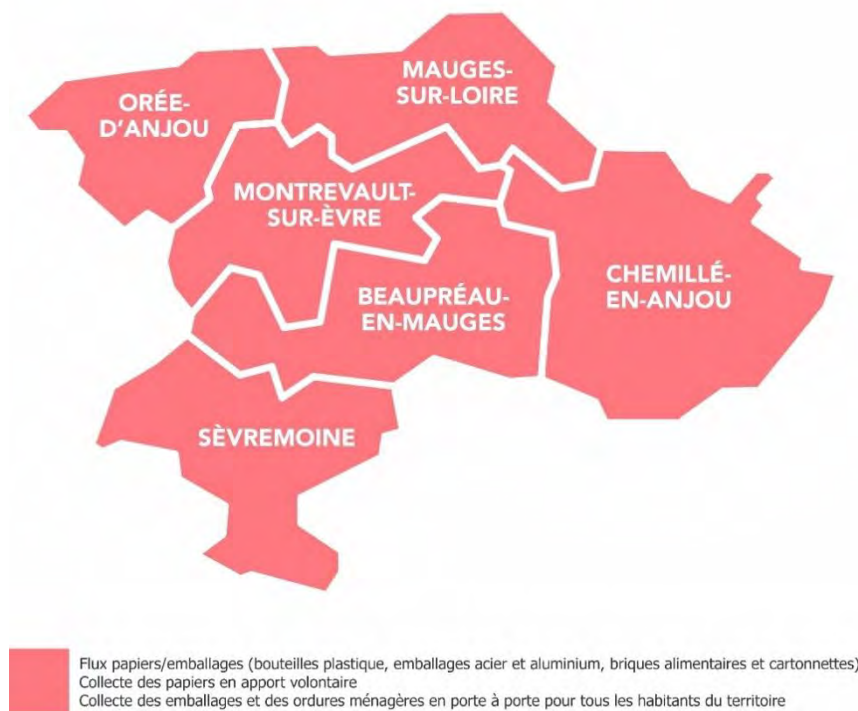 ORÉE-
D'ANJOU
MAUGES-
SUR-LOIRE
MONTREVAULT-
SUR-ÈVRE
BEAUPRÉAU-
EN-MAUGES
CHEMILLÉ-
EN-ANJOU
SÈVREMOINE
Flux papiers/emballages (bouteilles plastique, emballages acier et aluminium, briques alimentaires et cartonnettes)
Collecte des papiers en apport volontaire
Collecte des emballages et des ordures ménagères en porte à porte pour tous les habitants du territoire